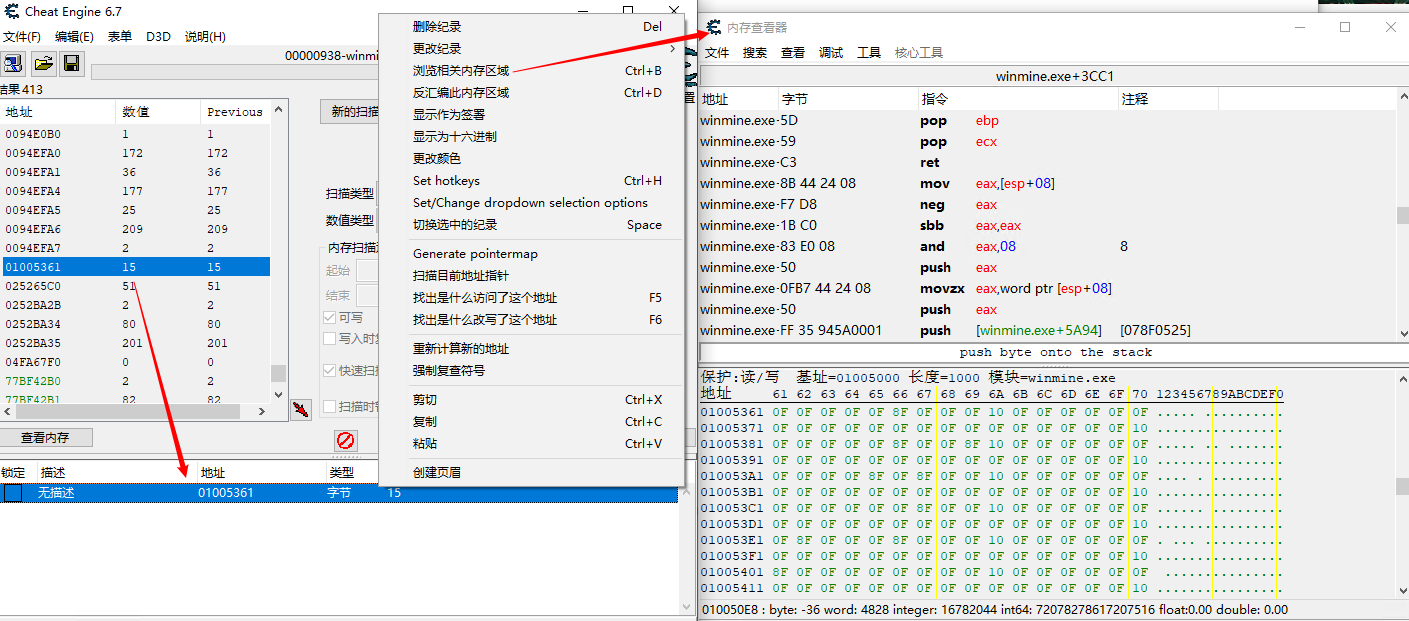 Cheat Engine 6.7
文件(F) 编辑(E) 表单 D3D 说明(H)
00000938-winmi
结果 413
地址 数值 Previous
0094E0B0 1 1
0094EFA0 172 172
0094EFA1 36 36
0094EFA4 177 177
0094EFA5 25 25
0094EFA6 209 209
0094EFA7 2 2
01005361 15 15
025265C0 51 51
0252BA2B 2 2
0252BA34 80 80
0252BA35 201 201
04FA67F0 0 0
77BF42B0 2 2
77BF42B1 82 82
新的扫描
扫描类型
数值类型
内存扫描
起始
结束
可写
写入时
快速扫描
扫描时
查看内存
锁定 描述 地址 类型
无描述 01005361 字节 15
删除纪录 Del
更改纪录
浏览相关内存区域 Ctrl+B
反汇编此内存区域 Ctrl+D
显示作为签署
显示为十六进制
更改颜色
Set hotkeys Ctrl+H
Set/Change dropdown selection options
切换选中的纪录 Space
Generate pointermap
扫描目前地址指针
找出是什么访问了这个地址 F5
找出是什么改写了这个地址 F6
重新计算新的地址
强制复查符号
剪切 Ctrl+X
复制 Ctrl+C
粘贴 Ctrl+V
创建页眉
置
内存查看器
文件 搜索 查看 调试 工具 核心工具
winmine.exe+3CC1
地址 字节 指令 注释
winmine.exe- 5D pop ebp
winmine.exe- 59 pop ecx
winmine.exe- C3 ret
winmine.exe- 8B 44 24 08 mov eax,[esp+08]
winmine.exe- F7 D8 neg eax
winmine.exe- 1B C0 sbb eax,eax
winmine.exe- 83 E0 08 and eax,08 8
winmine.exe- 50 push eax
winmine.exe- 0FB7 44 24 08 movzx eax,word ptr [esp+08]
winmine.exe- 50 push eax
winmine.exe- FF 35 945A0001 push [winmine.exe+5A94] [078F0525]
push byte onto the stack
保护:读/写 基址=01005000 长度=1000 模块=winmine.exe
地址 61 62 63 64 65 66 67 68 69 6A 6B 6C 6D 6E 6F 70 123456789ABCDEF0
01005361 0F 0F 0F 0F 0F 8F 0F 0F 0F 10 0F 0F 0F 0F 0F 0F
01005371 0F 0F 0F 0F 0F 0F 0F 0F 0F 0F 0F 0F 0F 0F 0F 10
01005381 0F 0F 0F 0F 0F 8F 0F 0F 8F 10 0F 0F 0F 0F 0F 0F
01005391 0F 0F 0F 0F 0F 0F 0F 0F 0F 0F 0F 0F 0F 0F 0F 10
010053A1 0F 0F 0F 0F 8F 0F 8F 0F 0F 10 0F 0F 0F 0F 0F 0F
010053B1 0F 0F 0F 0F 0F 0F 0F 0F 0F 0F 0F 0F 0F 0F 0F 10
010053C1 0F 0F 0F 0F 0F 0F 8F 0F 0F 10 0F 0F 0F 0F 0F 0F
010053D1 0F 0F 0F 0F 0F 0F 0F 0F 0F 0F 0F 0F 0F 0F 0F 10
010053E1 0F 8F 0F 0F 0F 8F 0F 0F 0F 10 0F 0F 0F 0F 0F 0F
010053F1 0F 0F 0F 0F 0F 0F 0F 0F 0F 0F 0F 0F 0F 0F 0F 10
01005401 8F 0F 0F 0F 0F 0F 0F 0F 0F 10 0F 0F 0F 0F 0F 0F
01005411 0F 0F 0F 0F 0F 0F 0F 0F 0F 0F 0F 0F 0F 0F 0F 10
010050E8 : byte: -36 word: 4828 integer: 16782044 int64: 72078278617207516 float:0.00 double: 0.00